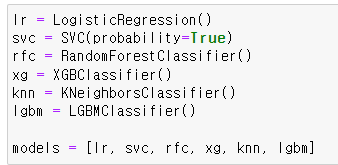 lr = LogisticRegression()
svc = SVC(probability=True)
rfc = RandomForestClassifier()
xg = XGBClassifier()
knn = KNeighborsClassifier()
lgbm = LGBMClassifier()
models = [lr, svc, rfc, xg, knn, lgbm]